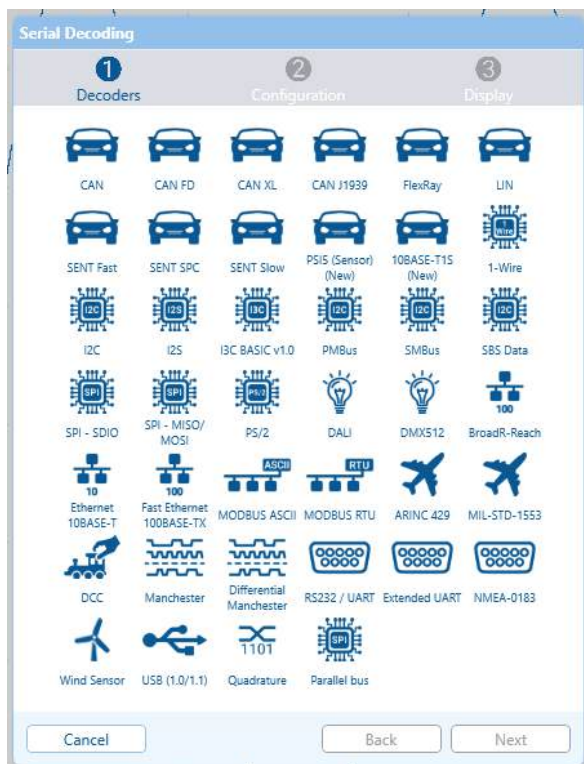 Serial Decoding
1 2 3
Decoders Configuration Display
CAN CAN FD CAN XL CAN J1939 FlexRay LIN
1 Wire
SENT Fast SENT SPC SENT Slow PSI5 (Sensor) (New) 10BASE-T1S (New) 1-Wire
I2C I2S I3C I2C I2C I2C
I2C I2S I3C BASIC v1.0 PMBus SMBus SBS Data
SPI SPI PS/2 100
SPI - SDIO SPI - MISO/ MOSI PS/2 DALI DMX512 BroadR-Reach
10 100 ASCII RTU
Ethernet 10BASE-T Fast Ethernet 100BASE-TX MODBUS ASCII MODBUS RTU ARINC 429 MIL-STD-1553
DCC Manchester Differential Manchester RS232 / UART Extended UART NMEA-0183
1101 SPI
Wind Sensor USB (1.0/1.1) Quadrature Parallel bus
Cancel Back Next